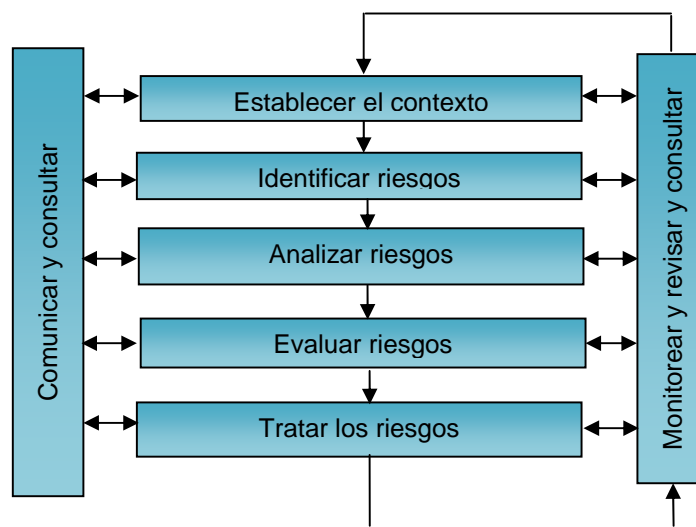 Comunicar y consultar
Establecer el contexto
Identificar riesgos
Analizar riesgos
Evaluar riesgos
Tratar los riesgos
Monitorear y revisar y consultar